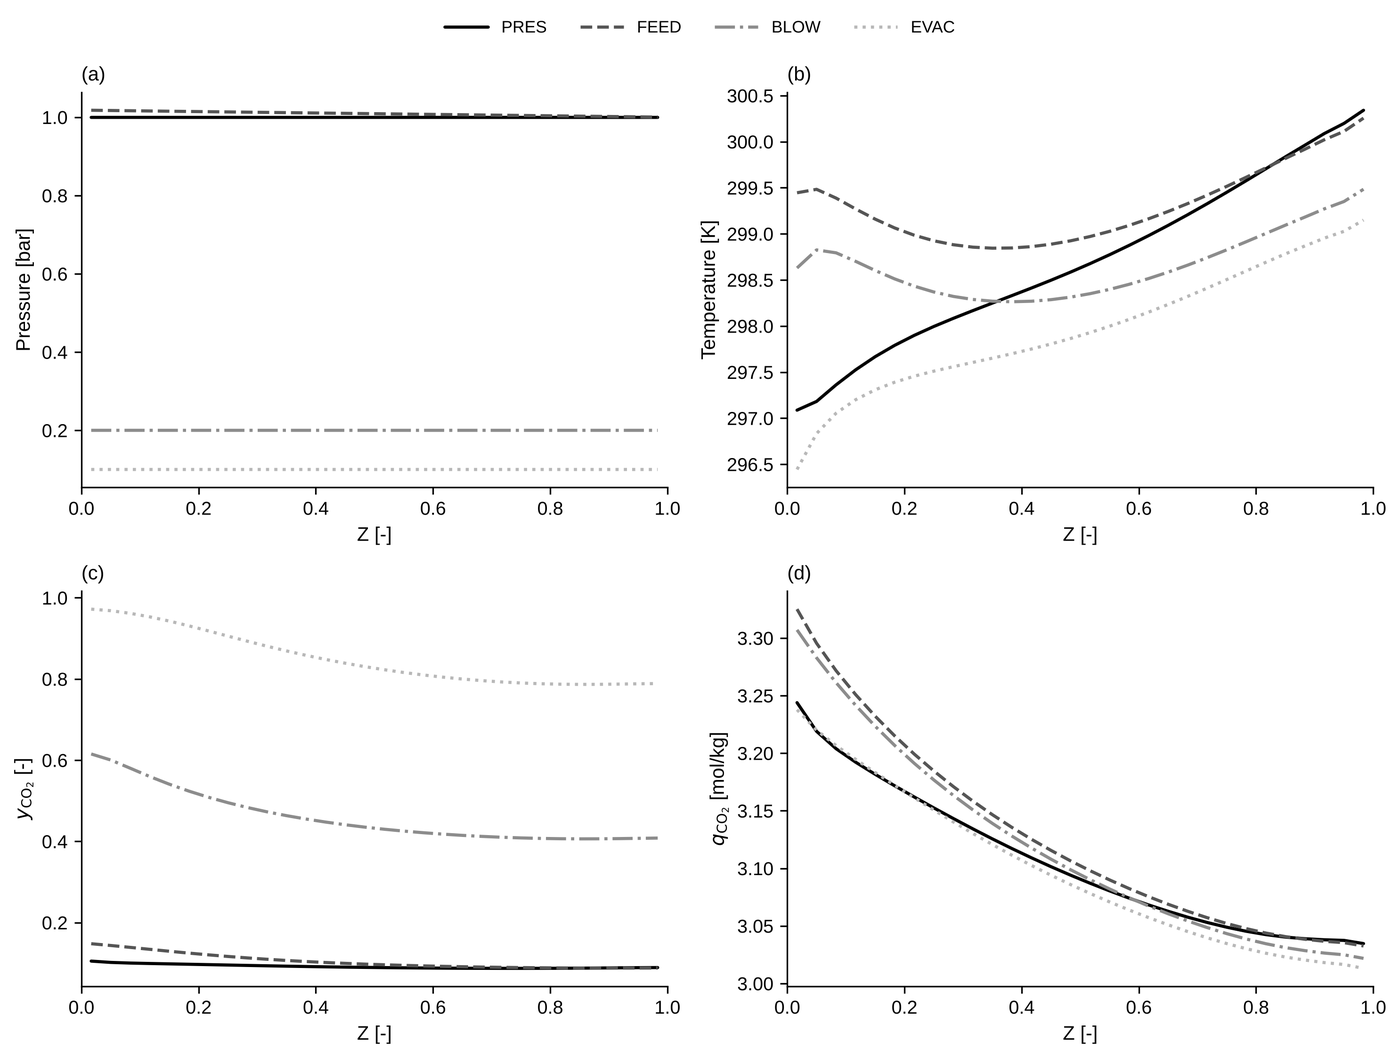 PRES FEED BLOW EVAC
(a)
1.0
0.8
0.6
0.4
0.2
Pressure [bar]
0.0 0.2 0.4 0.6 0.8 1.0
Z [-]
(b)
300.5
300.0
299.5
299.0
298.5
298.0
297.5
297.0
296.5
Temperature [K]
0.0 0.2 0.4 0.6 0.8 1.0
Z [-]
(c)
1.0
0.8
0.6
0.4
0.2
y_CO₂ [-]
0.0 0.2 0.4 0.6 0.8 1.0
Z [-]
(d)
3.30
3.25
3.20
3.15
3.10
3.05
3.00
q_CO₂ [mol/kg]
0.0 0.2 0.4 0.6 0.8 1.0
Z [-]